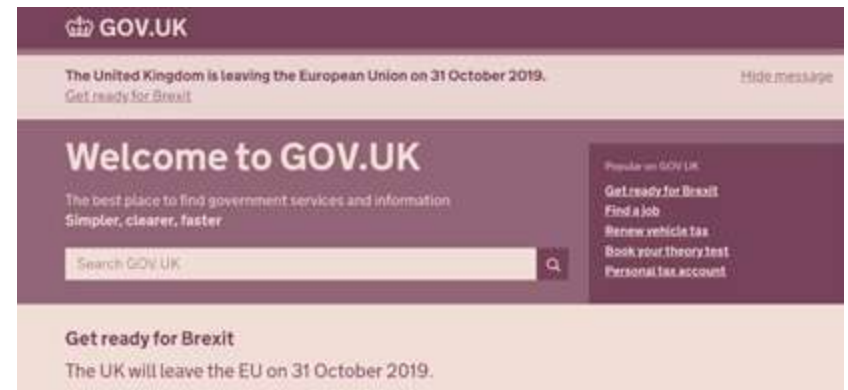 GOV.UK
The United Kingdom is leaving the European Union on 31 October 2019.
Hide message
Get ready for Brexit
Welcome to GOV.UK
The best place to find government services and information
Simpler, clearer, faster
Search GOV.UK
Popular on GOV.UK
Get ready for Brexit
Find a job
Renew vehicle tax
Book your theory test
Personal tax account
Get ready for Brexit
The UK will leave the EU on 31 October 2019.